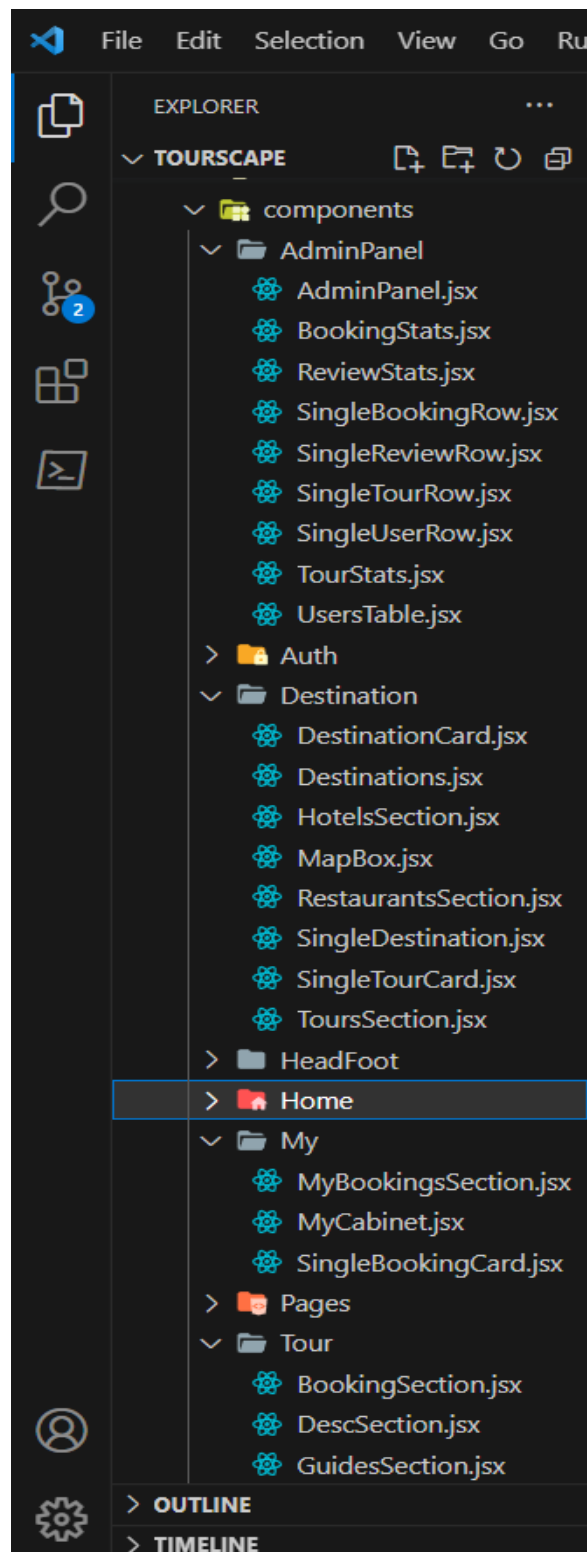 File Edit Selection View Go Ru
EXPLORER ...
TOURSCAPE
components
AdminPanel
AdminPanel.jsx
BookingStats.jsx
ReviewStats.jsx
SingleBookingRow.jsx
SingleReviewRow.jsx
SingleTourRow.jsx
SingleUserRow.jsx
TourStats.jsx
UsersTable.jsx
Auth
Destination
DestinationCard.jsx
Destinations.jsx
HotelsSection.jsx
MapBox.jsx
RestaurantsSection.jsx
SingleDestination.jsx
SingleTourCard.jsx
ToursSection.jsx
HeadFoot
Home
My
MyBookingsSection.jsx
MyCabinet.jsx
SingleBookingCard.jsx
Pages
Tour
BookingSection.jsx
DescSection.jsx
GuidesSection.jsx
OUTLINE
TIMELINE
2